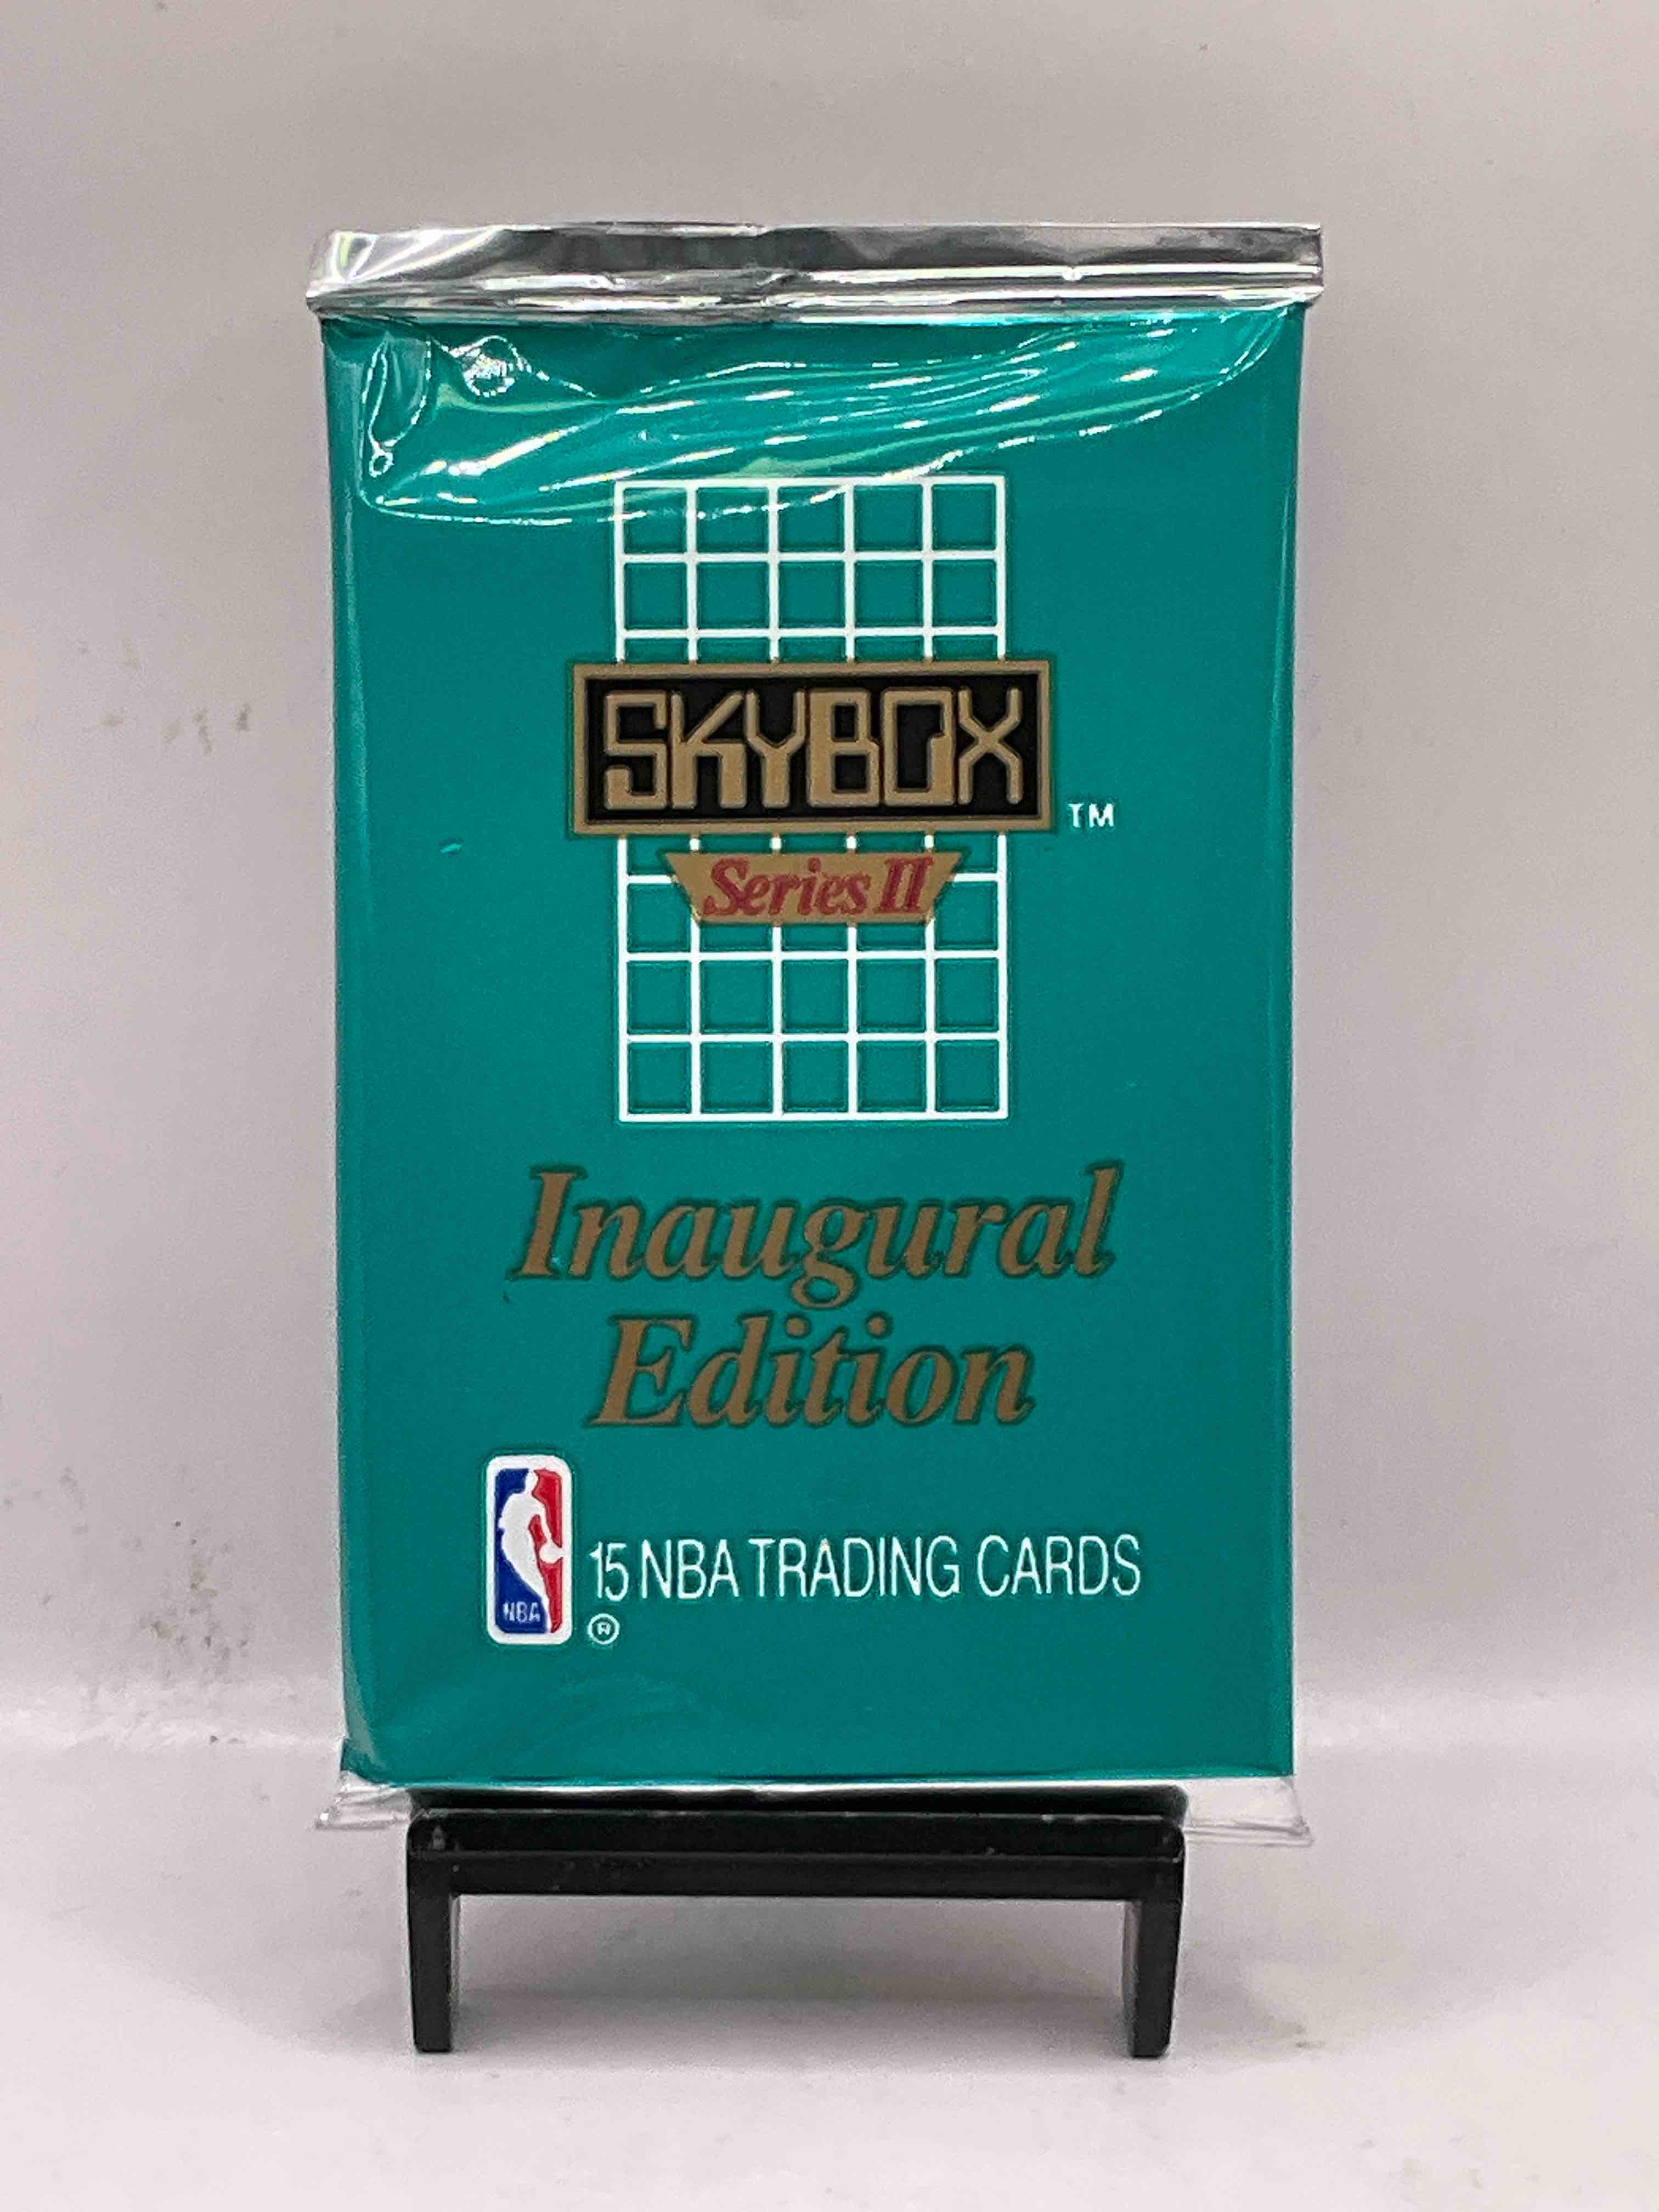 SKYBOX
TM
Series II
Inaugural
Edition
NBA
®
15 NBA TRADING CARDS